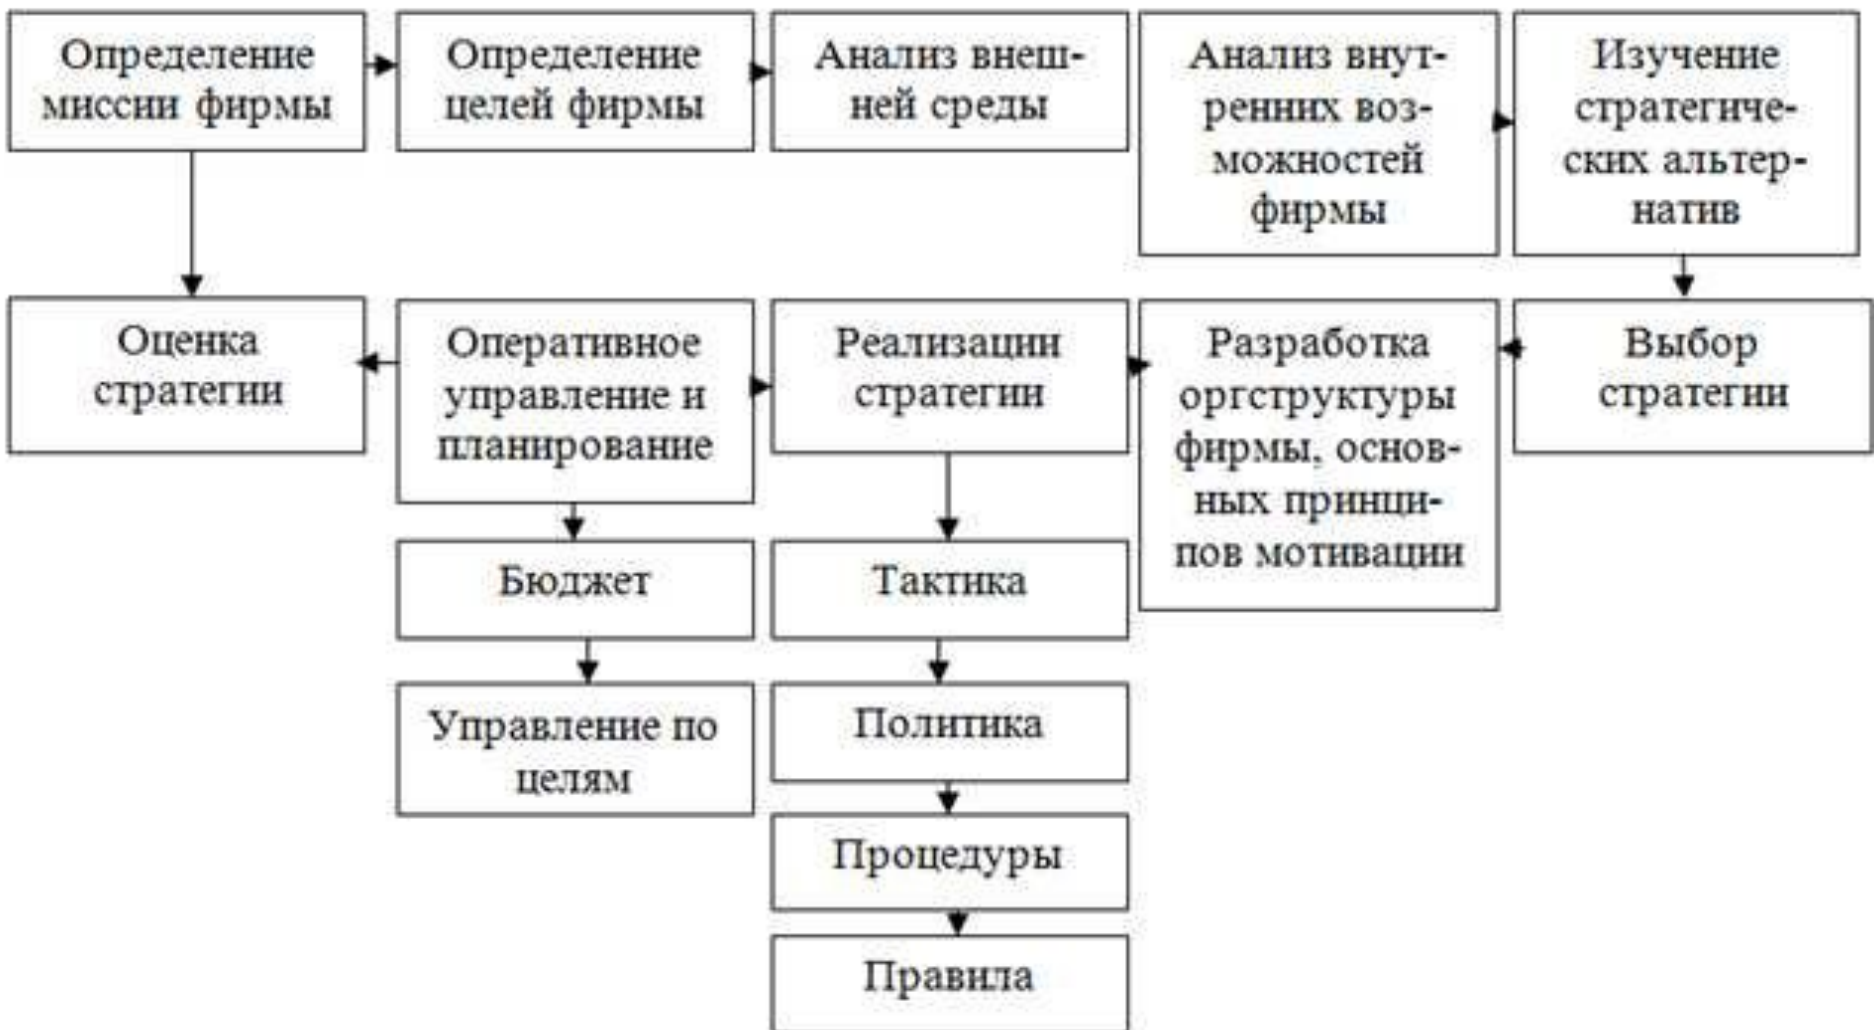 Определение
миссии фирмы
Определение
целей фирмы
Анализ внеш-
ней среды
Анализ внут-
ренних воз-
можностей
фирмы
Изучение
стратегиче-
ских альтер-
натив
Оценка
стратегии
Оперативное
управление и
планирование
Реализации
стратегии
Разработка
оргструктуры
фирмы, основ-
ных принци-
пов мотивации
Выбор
стратегии
Бюджет
Тактика
Управление по
целям
Политика
Процедуры
Правила